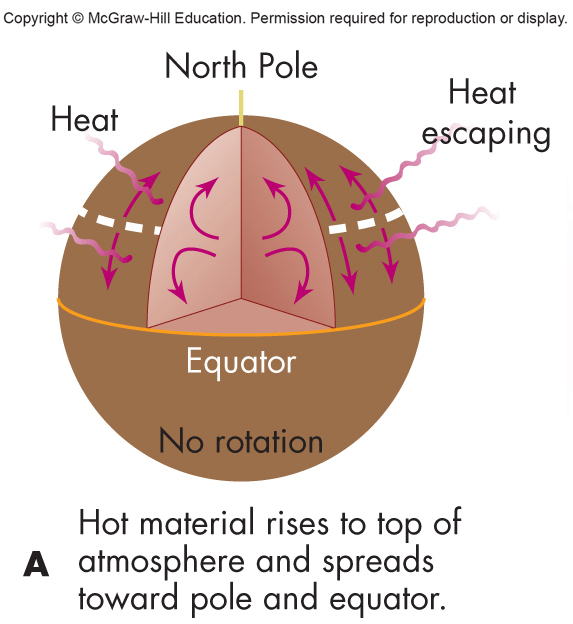 Copyright © McGraw-Hill Education. Permission required for reproduction or display.
North Pole
Heat
Heat
escaping
Equator
No rotation
A Hot material rises to top of
atmosphere and spreads
toward pole and equator.